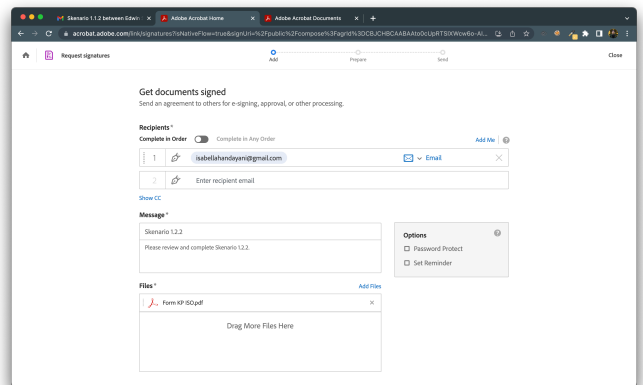 Skenario 1.1.2 between Edwin
Adobe Acrobat Home
Adobe Acrobat Documents
acrobat.adobe.com/link/signatures?isNativeFlow=true&signUri=%2Fpublic%2Fcompose%3FagrId%3DCBJCHBCAABAAto0cUpRTSIXWcw6o-Al...
Request signatures
Add
Prepare
Send
Close
Get documents signed
Send an agreement to others for e-signing, approval, or other processing.
Recipients *
Complete in Order
Complete in Any Order
Add Me
1
isabellahandayani@gmail.com
Email
2
Enter recipient email
Show CC
Message *
Skenario 1.2.2
Please review and complete Skenario 1.2.2.
Options
Password Protect
Set Reminder
Files *
Add Files
Form KP ISO.pdf
Drag More Files Here